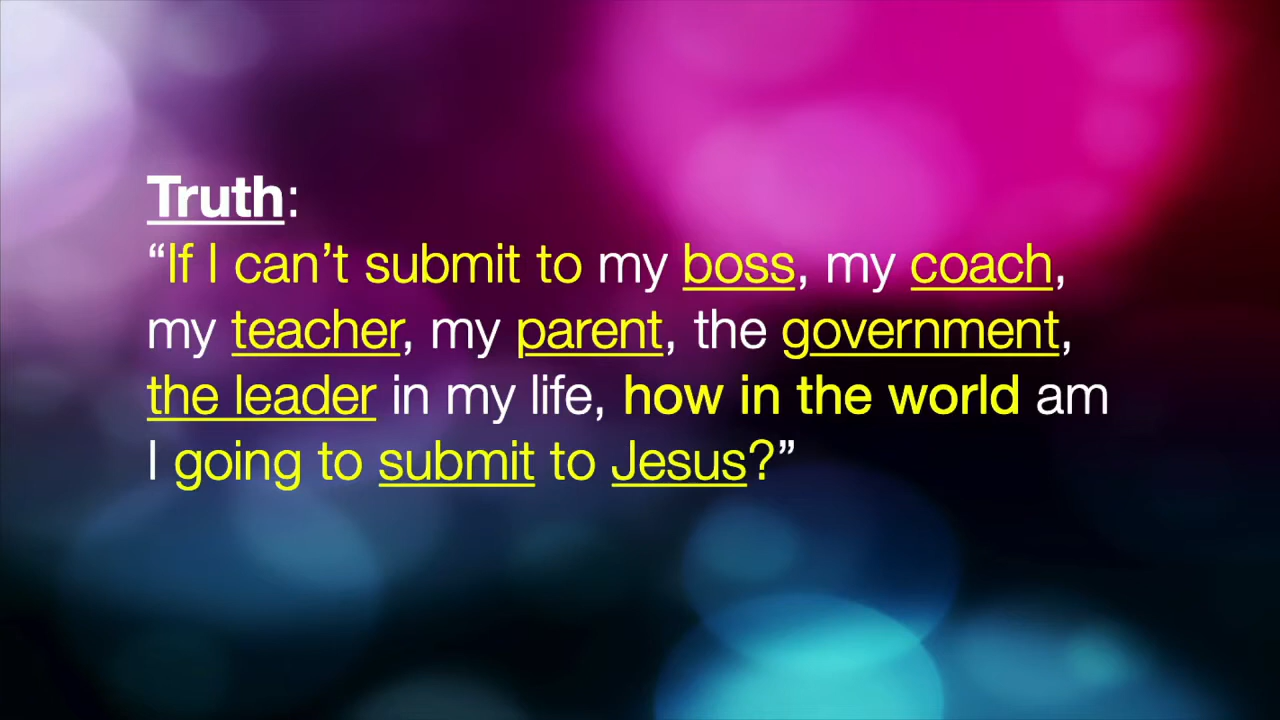 Truth:
“If I can’t submit to my boss, my coach,
my teacher, my parent, the government,
the leader in my life, how in the world am
I going to submit to Jesus?”